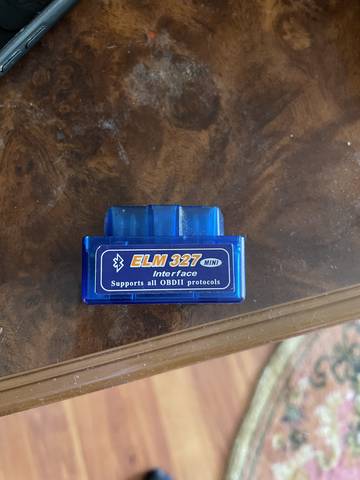 ELM 327 MINI
Interface
Supports all OBDII protocols